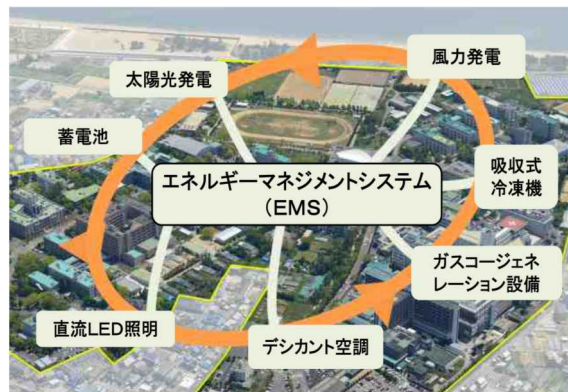 風力発電
太陽光発電
蓄電池
エネルギーマネジメントシステム
（EMS）
吸収式
冷凍機
ガスコージェネ
レーション設備
直流LED照明
デシカント空調